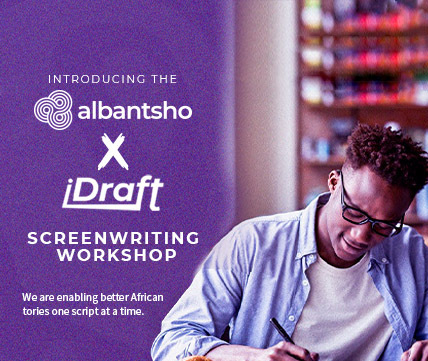 INTRODUCING THE
albantsho
X
iDraft
SCREENWRITING
WORKSHOP
We are enabling better African
tories one script at a time.